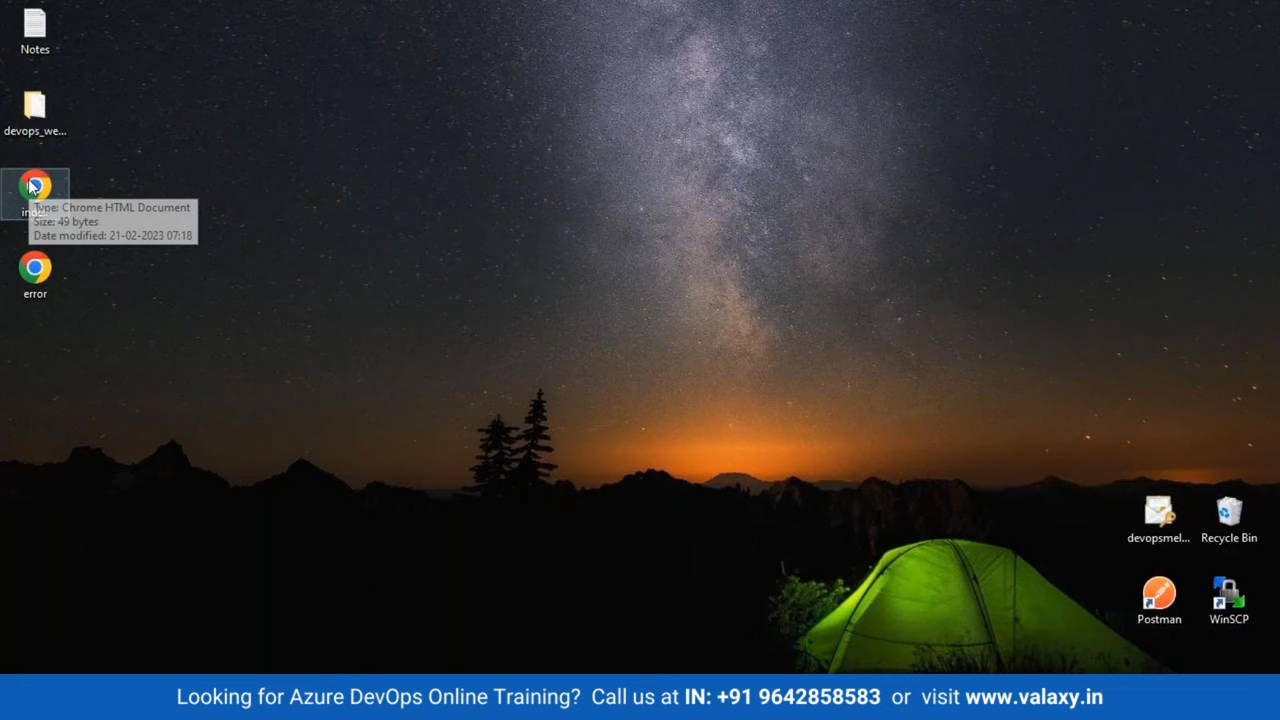 Notes
devops_we...
Type: Chrome HTML Document
Size: 49 bytes
Date modified: 21-02-2023 07:18
error
devopsmel...
Recycle Bin
Postman
WinSCP
Looking for Azure DevOps Online Training? Call us at IN: +91 9642858583 or visit www.valaxy.in